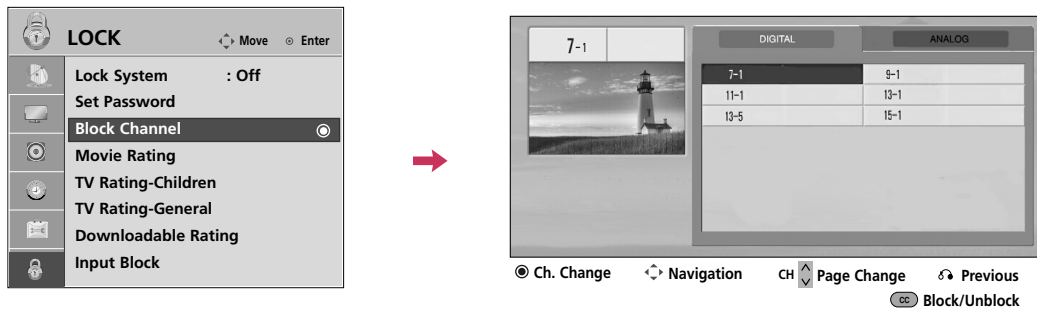 LOCK
Move Enter
Lock System : Off
Set Password
Block Channel
Movie Rating
TV Rating-Children
TV Rating-General
Downloadable Rating
Input Block
7-1
DIGITAL ANALOG
7-1 9-1
11-1 13-1
13-5 15-1
Ch. Change Navigation CH Page Change Previous
CC Block/Unblock